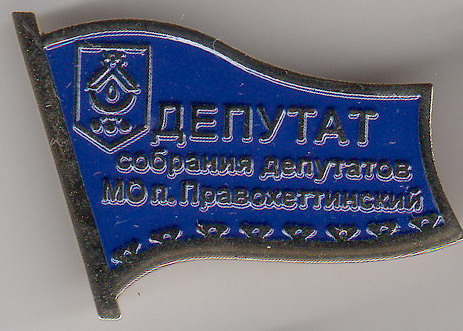 ДЕПУТАТ
собрания депутатов
МО п. Правохеттинский